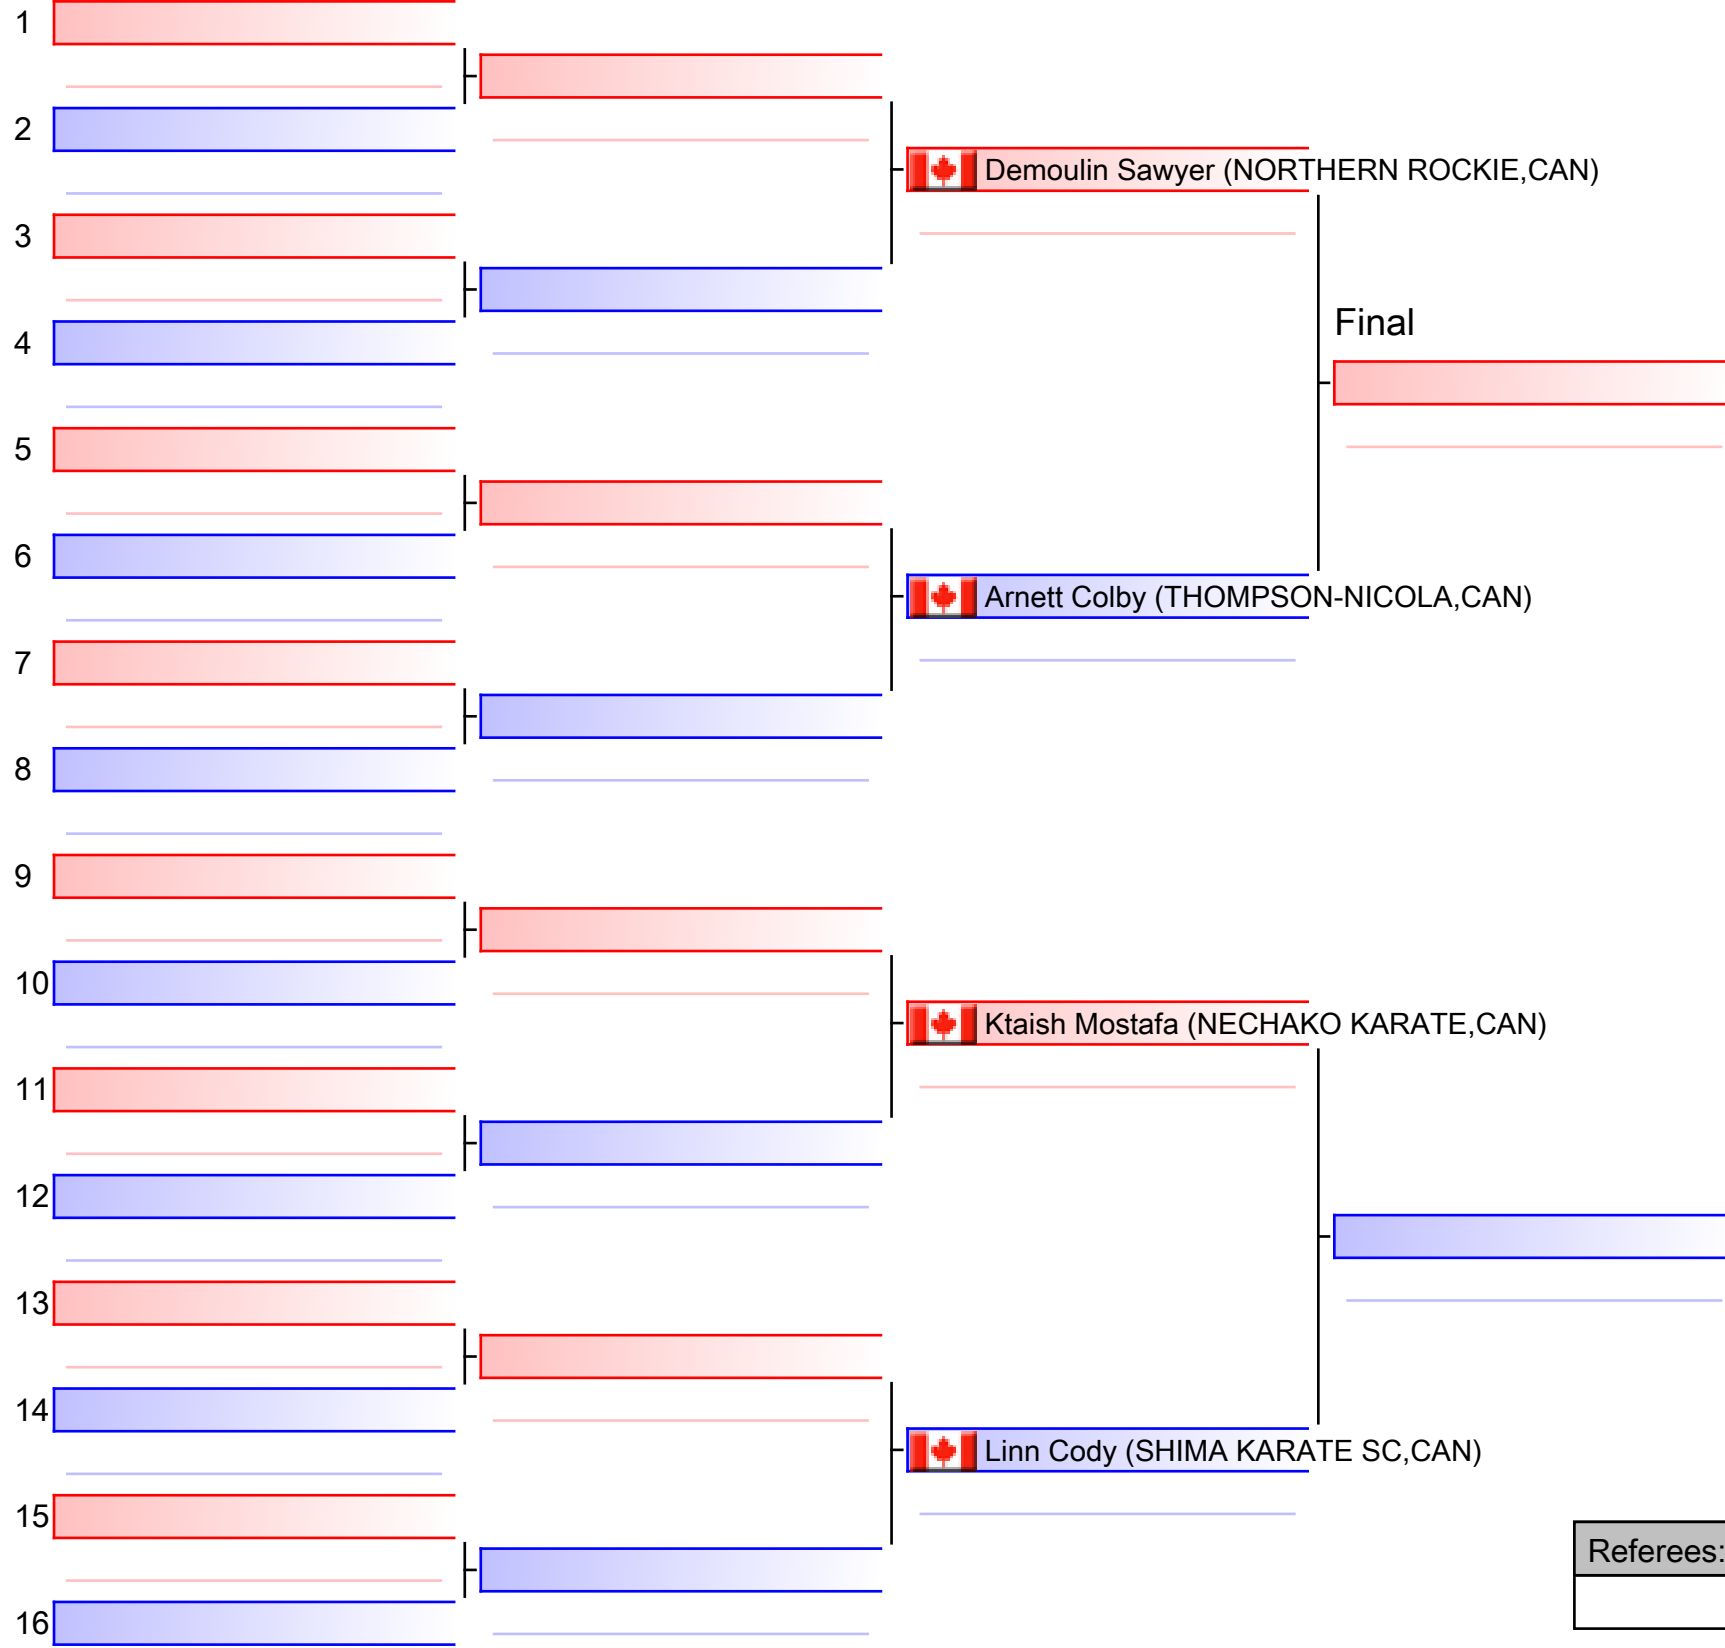 1
2
Demoulin Sawyer (NORTHERN ROCKIE,CAN)
3
Final
4
5
6
Arnett Colby (THOMPSON-NICOLA,CAN)
7
8
9
10
Ktaish Mostafa (NECHAKO KARATE,CAN)
11
12
13
14
Linn Cody (SHIMA KARATE SC,CAN)
15
Referees:
16